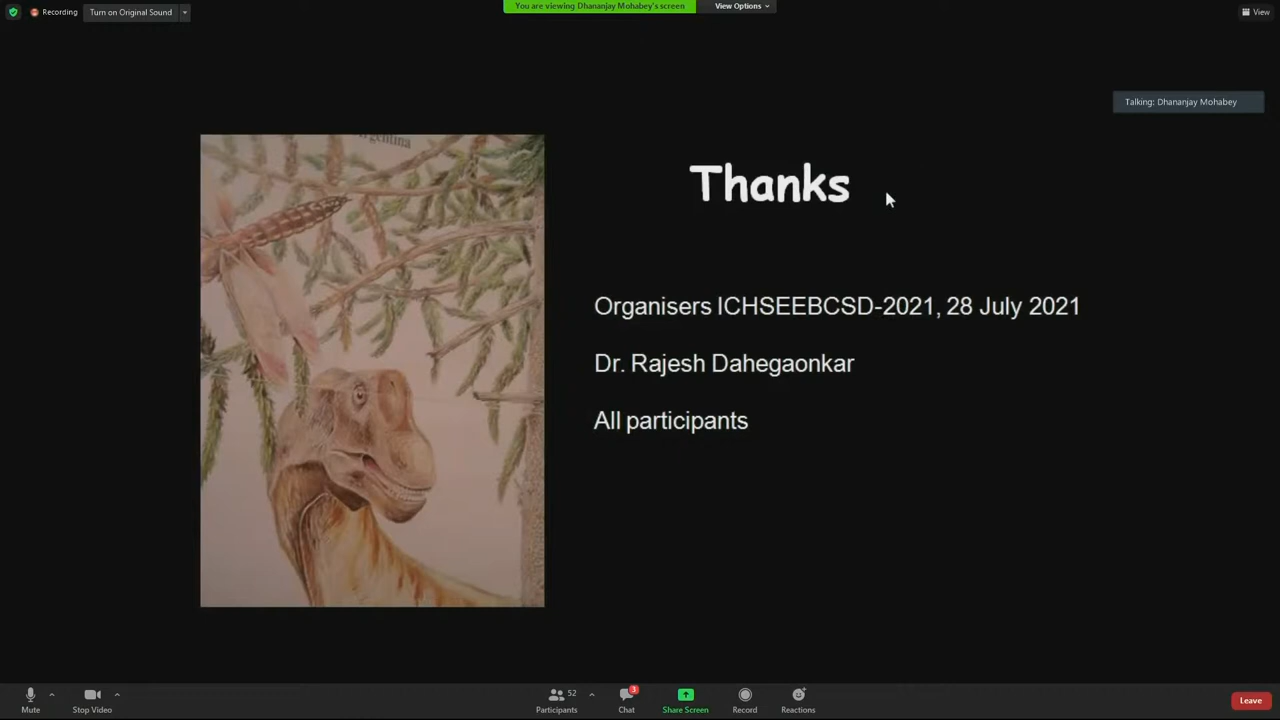 Recording
Turn on Original Sound
You are viewing Dhananjay Mohabey's screen
View Options
View
Talking: Dhananjay Mohabey
Argentina
Thanks
Organisers ICHSEEBCSD-2021, 28 July 2021
Dr. Rajesh Dahegaonkar
All participants
Mute
Stop Video
52
Participants
3
Chat
Share Screen
Record
Reactions
Leave